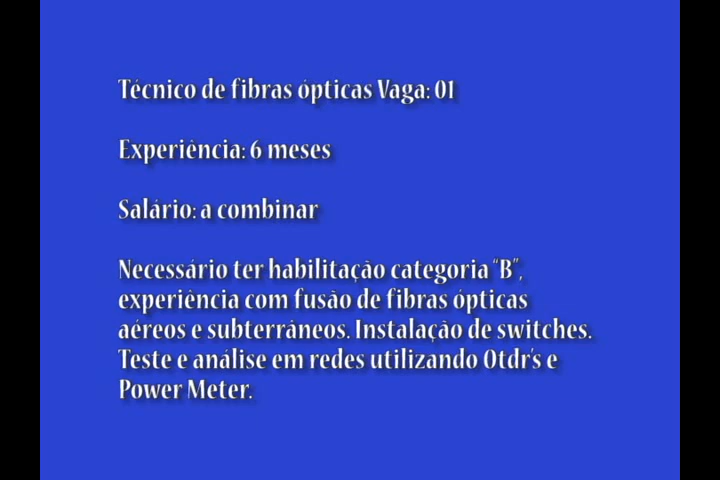 Técnico de fibras ópticas Vaga: 01
Experiência: 6 meses
Salário: a combinar
Necessário ter habilitação categoria “B”,
experiência com fusão de fibras ópticas
aéreos e subterrâneos. Instalação de switches.
Teste e análise em redes utilizando Otdr’s e
Power Meter.